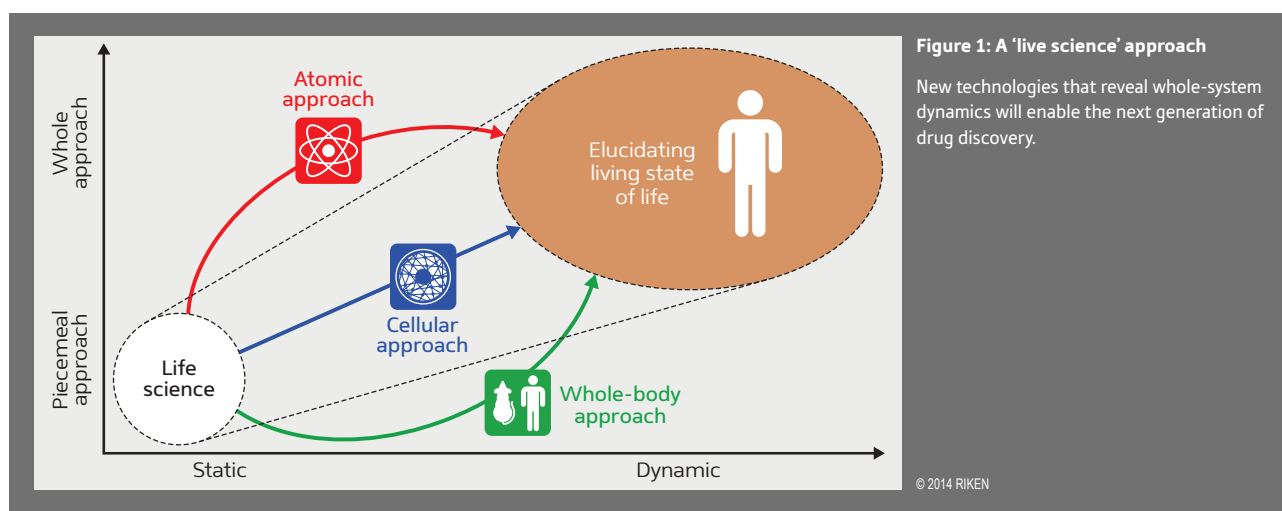 Whole
approach
Piecemeal
approach
Atomic
approach
Elucidating
living state
of life
Cellular
approach
Life
science
Whole-body
approach
Static
Dynamic
Figure 1: A ‘live science’ approach
New technologies that reveal whole-system
dynamics will enable the next generation of
drug discovery.
© 2014 RIKEN